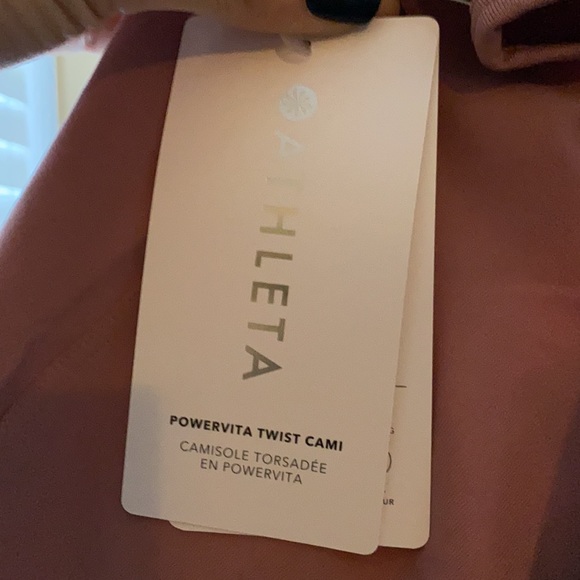 ATHLETA
POWERVITA TWIST CAMI
CAMISOLE TORSADÉE
EN POWERVITA